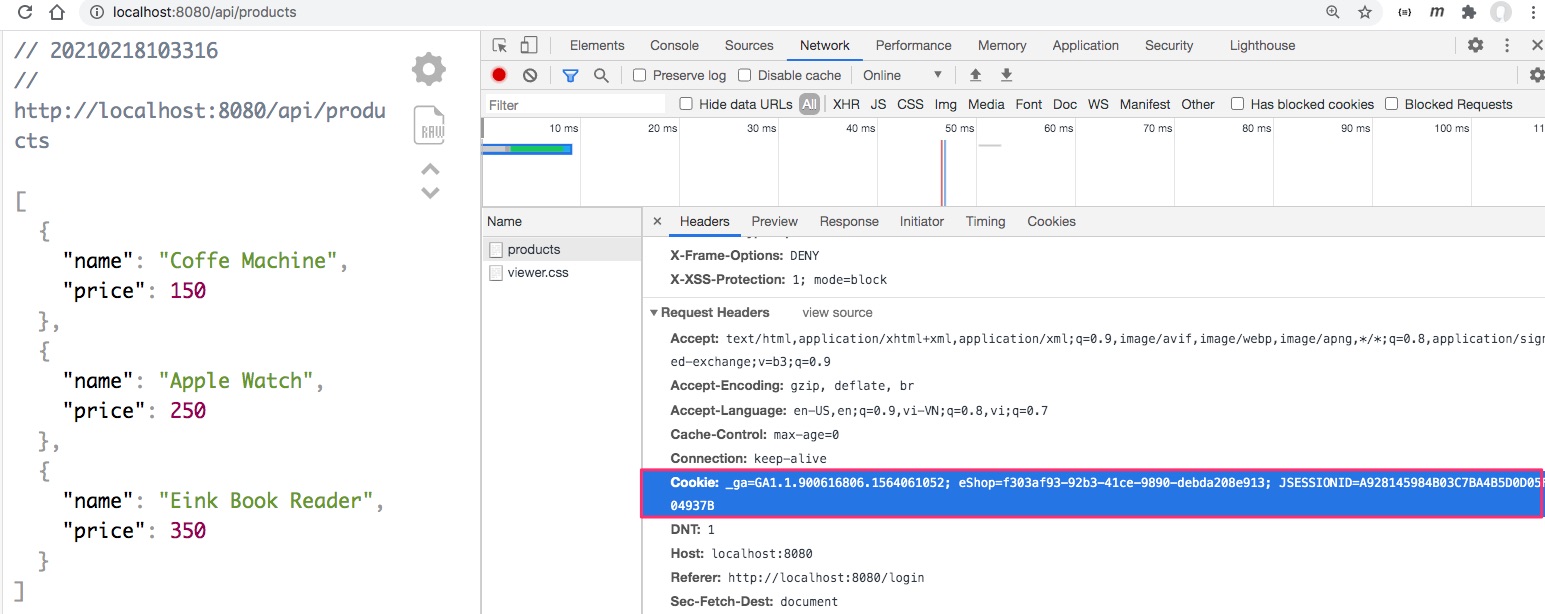 localhost:8080/api/products
// 20210218103316
//
http://localhost:8080/api/produ
cts
RAW
[
{
"name": "Coffe Machine",
"price": 150
},
{
"name": "Apple Watch",
"price": 250
},
{
"name": "Eink Book Reader",
"price": 350
}
]
Elements Console Sources Network Performance Memory Application Security Lighthouse
Preserve log Disable cache Online
Filter Hide data URLs All XHR JS CSS Img Media Font Doc WS Manifest Other Has blocked cookies Blocked Requests
10 ms 20 ms 30 ms 40 ms 50 ms 60 ms 70 ms 80 ms 90 ms 100 ms 11
Name
products
viewer.css
× Headers Preview Response Initiator Timing Cookies
X-Frame-Options: DENY
X-XSS-Protection: 1; mode=block
Request Headers view source
Accept: text/html,application/xhtml+xml,application/xml;q=0.9,image/avif,image/webp,image/apng,*/*;q=0.8,application/sig
ed-exchange;v=b3;q=0.9
Accept-Encoding: gzip, deflate, br
Accept-Language: en-US,en;q=0.9,vi-VN;q=0.8,vi;q=0.7
Cache-Control: max-age=0
Connection: keep-alive
Cookie: _ga=GA1.1.900616806.1564061052; eShop=f303af93-92b3-41ce-9890-debda208e913; JSESSIONID=A928145984B03C7BA4B5D0D05F
04937B
DNT: 1
Host: localhost:8080
Referer: http://localhost:8080/login
Sec-Fetch-Dest: document